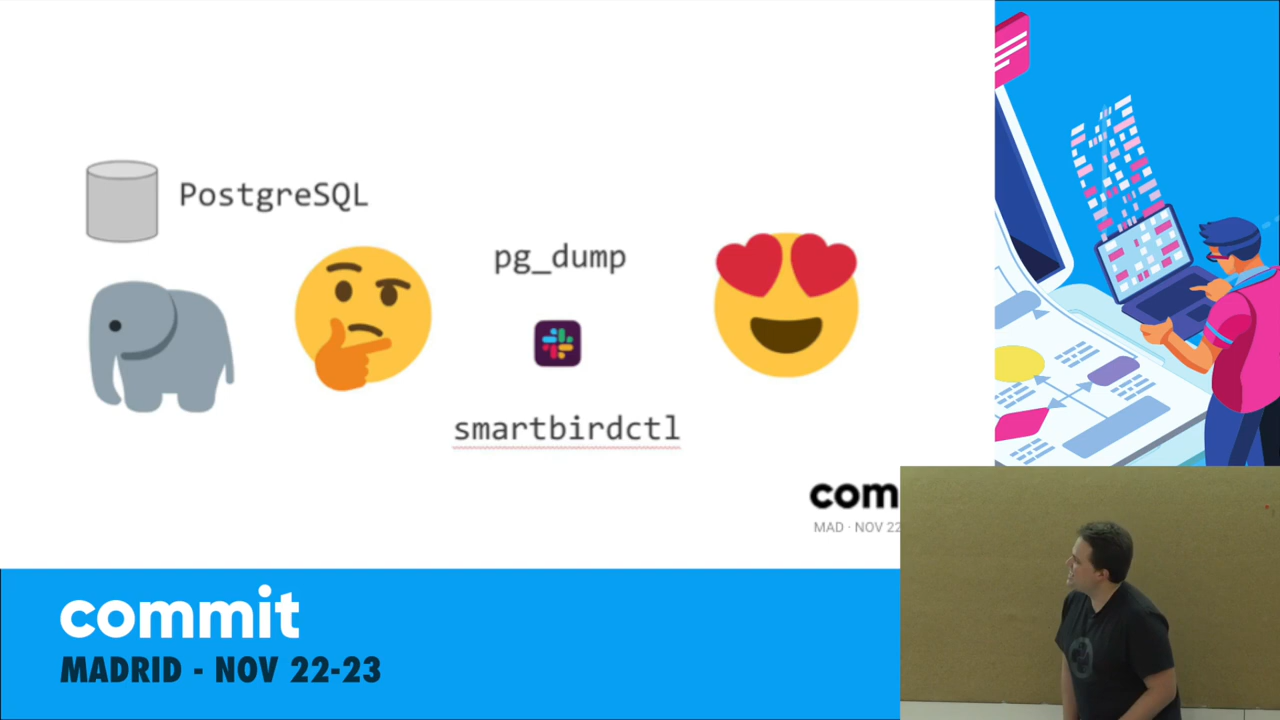 PostgreSQL
pg_dump
smartbirdctl
com
MAD · NOV 22
commit
MADRID - NOV 22-23